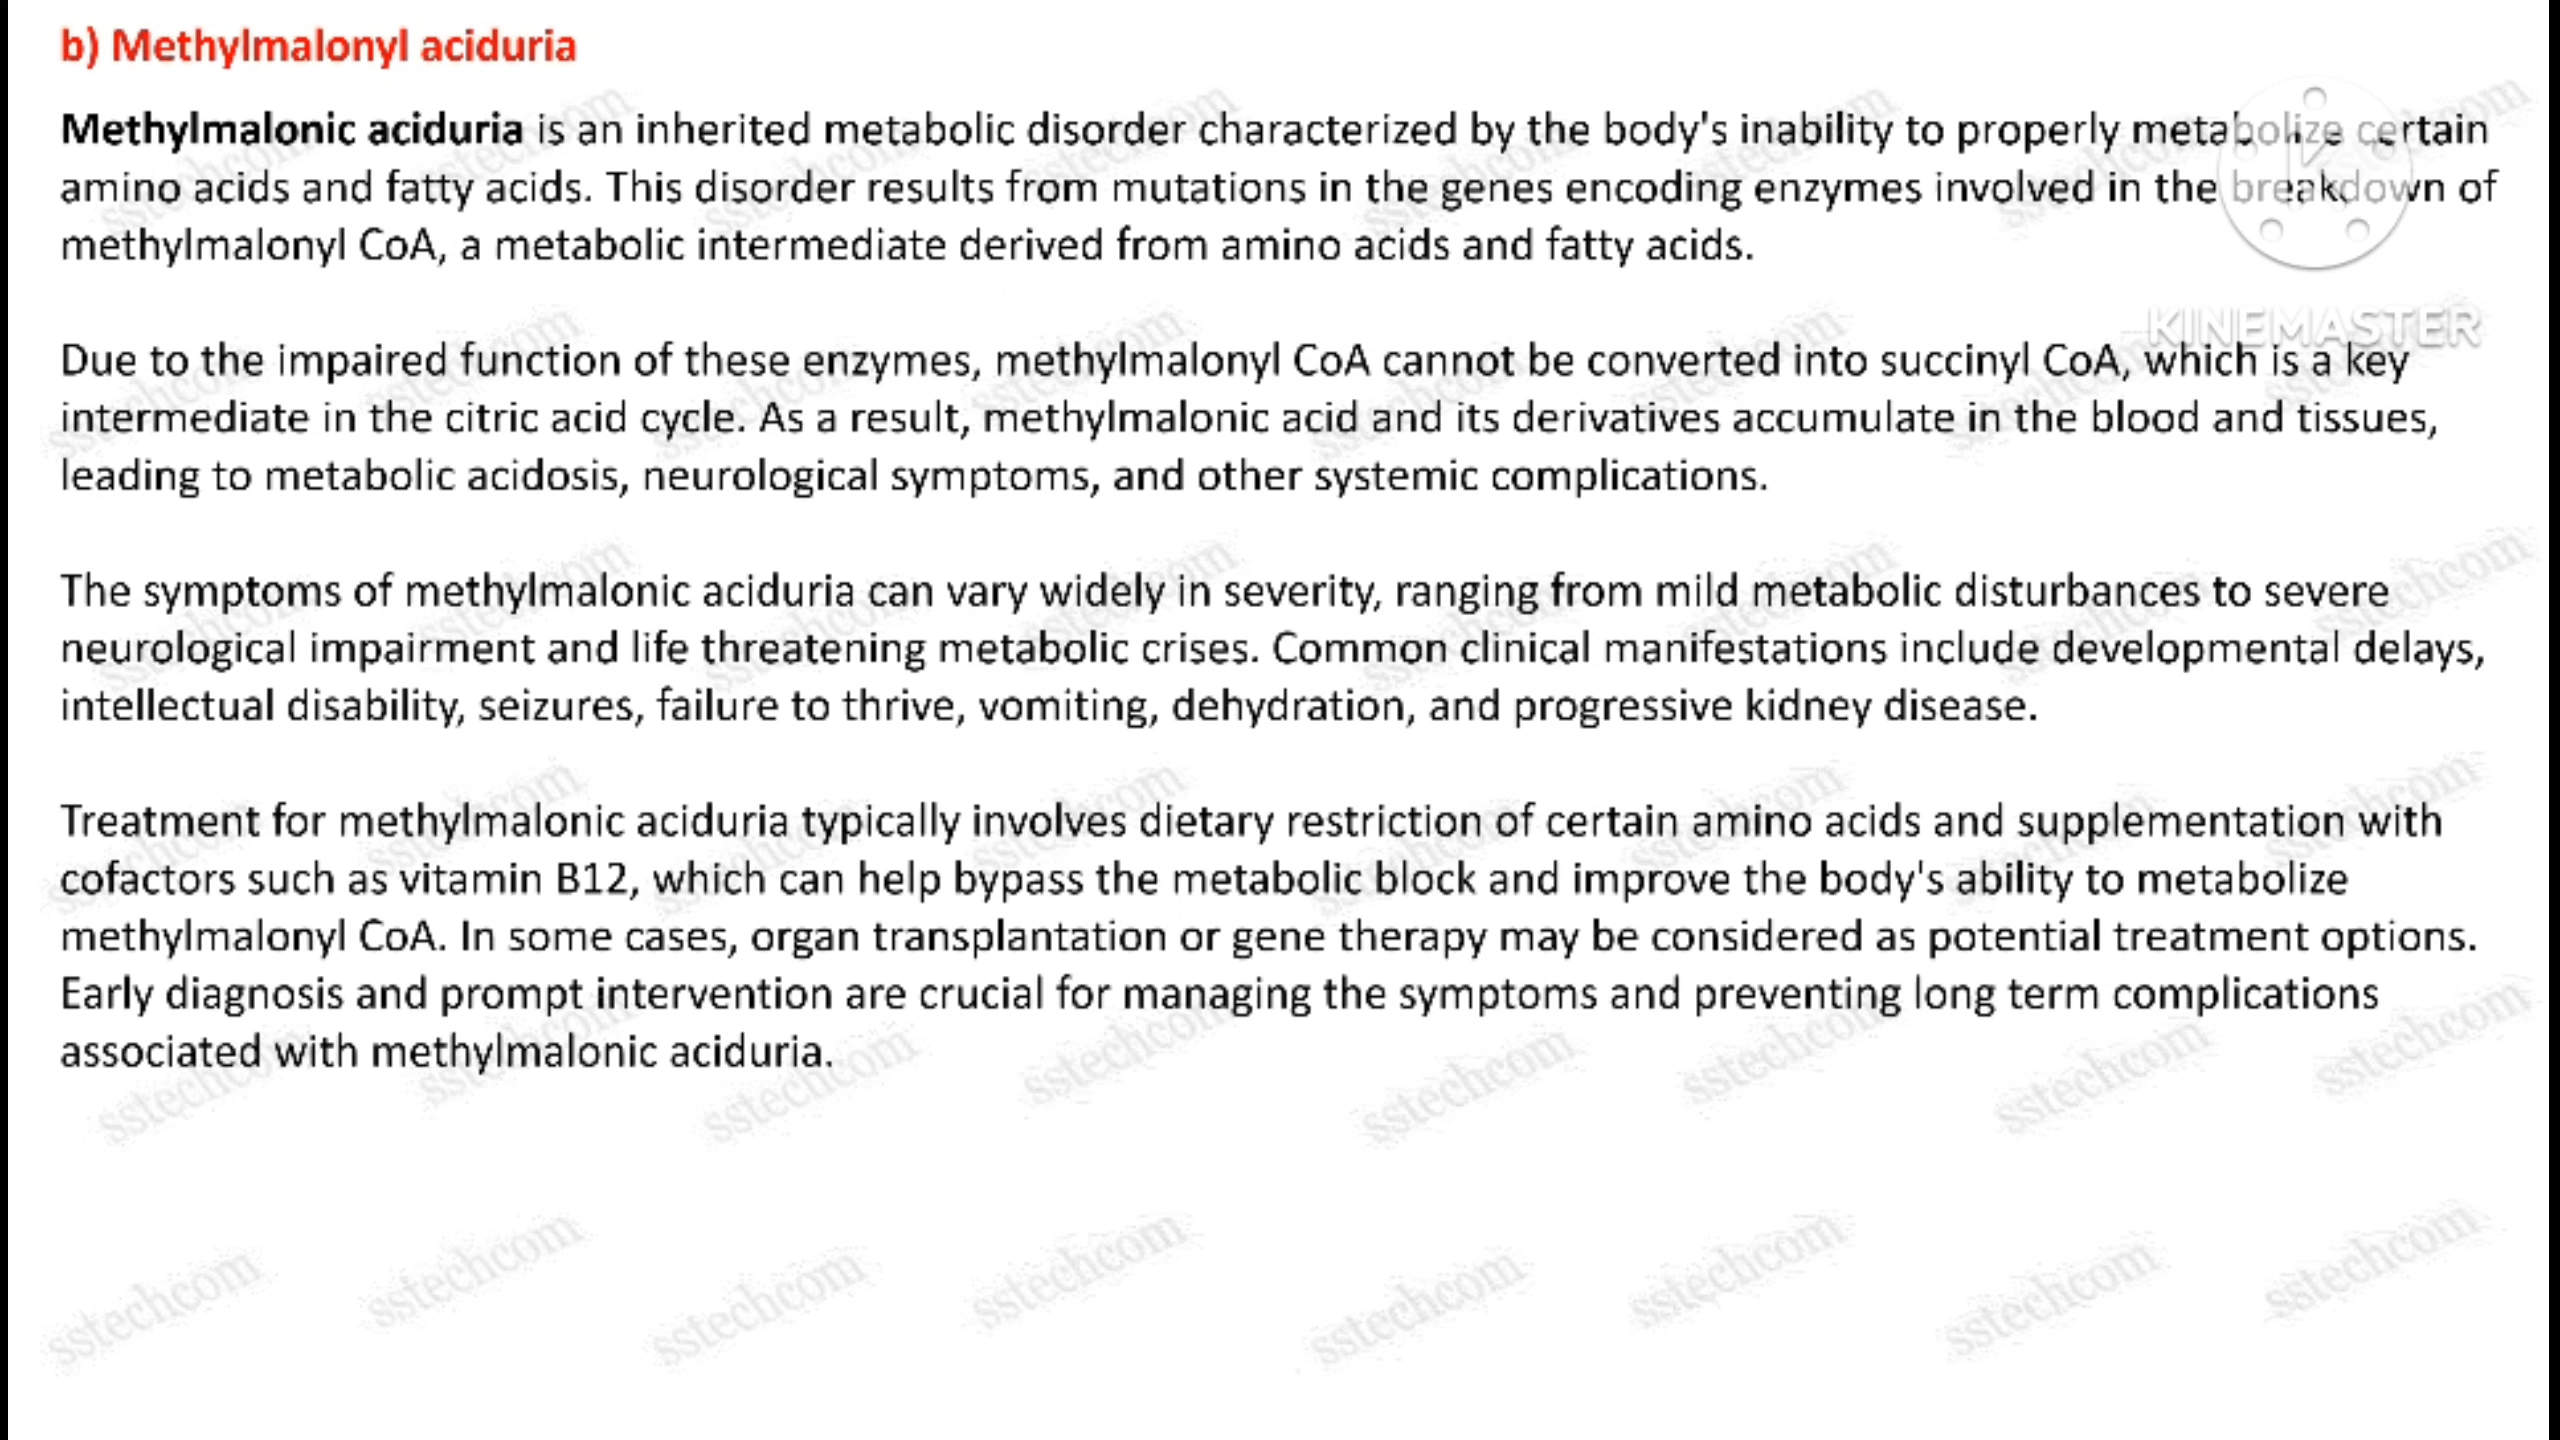 b) Methylmalonyl aciduria
Methylmalonic aciduria is an inherited metabolic disorder characterized by the body's inability to properly metabolize certain
amino acids and fatty acids. This disorder results from mutations in the genes encoding enzymes involved in the breakdown of
methylmalonyl CoA, a metabolic intermediate derived from amino acids and fatty acids.
KINEMASTER
Due to the impaired function of these enzymes, methylmalonyl CoA cannot be converted into succinyl CoA, which is a key
intermediate in the citric acid cycle. As a result, methylmalonic acid and its derivatives accumulate in the blood and tissues,
leading to metabolic acidosis, neurological symptoms, and other systemic complications.
The symptoms of methylmalonic aciduria can vary widely in severity, ranging from mild metabolic disturbances to severe
neurological impairment and life threatening metabolic crises. Common clinical manifestations include developmental delays,
intellectual disability, seizures, failure to thrive, vomiting, dehydration, and progressive kidney disease.
Treatment for methylmalonic aciduria typically involves dietary restriction of certain amino acids and supplementation with
cofactors such as vitamin B12, which can help bypass the metabolic block and improve the body's ability to metabolize
methylmalonyl CoA. In some cases, organ transplantation or gene therapy may be considered as potential treatment options.
Early diagnosis and prompt intervention are crucial for managing the symptoms and preventing long term complications
associated with methylmalonic aciduria.
sstechcom sstechcom sstechcom sstechcom sstechcom sstechcom sstechcom sstechcom
sstechcom sstechcom sstechcom sstechcom sstechcom sstechcom sstechcom sstechcom